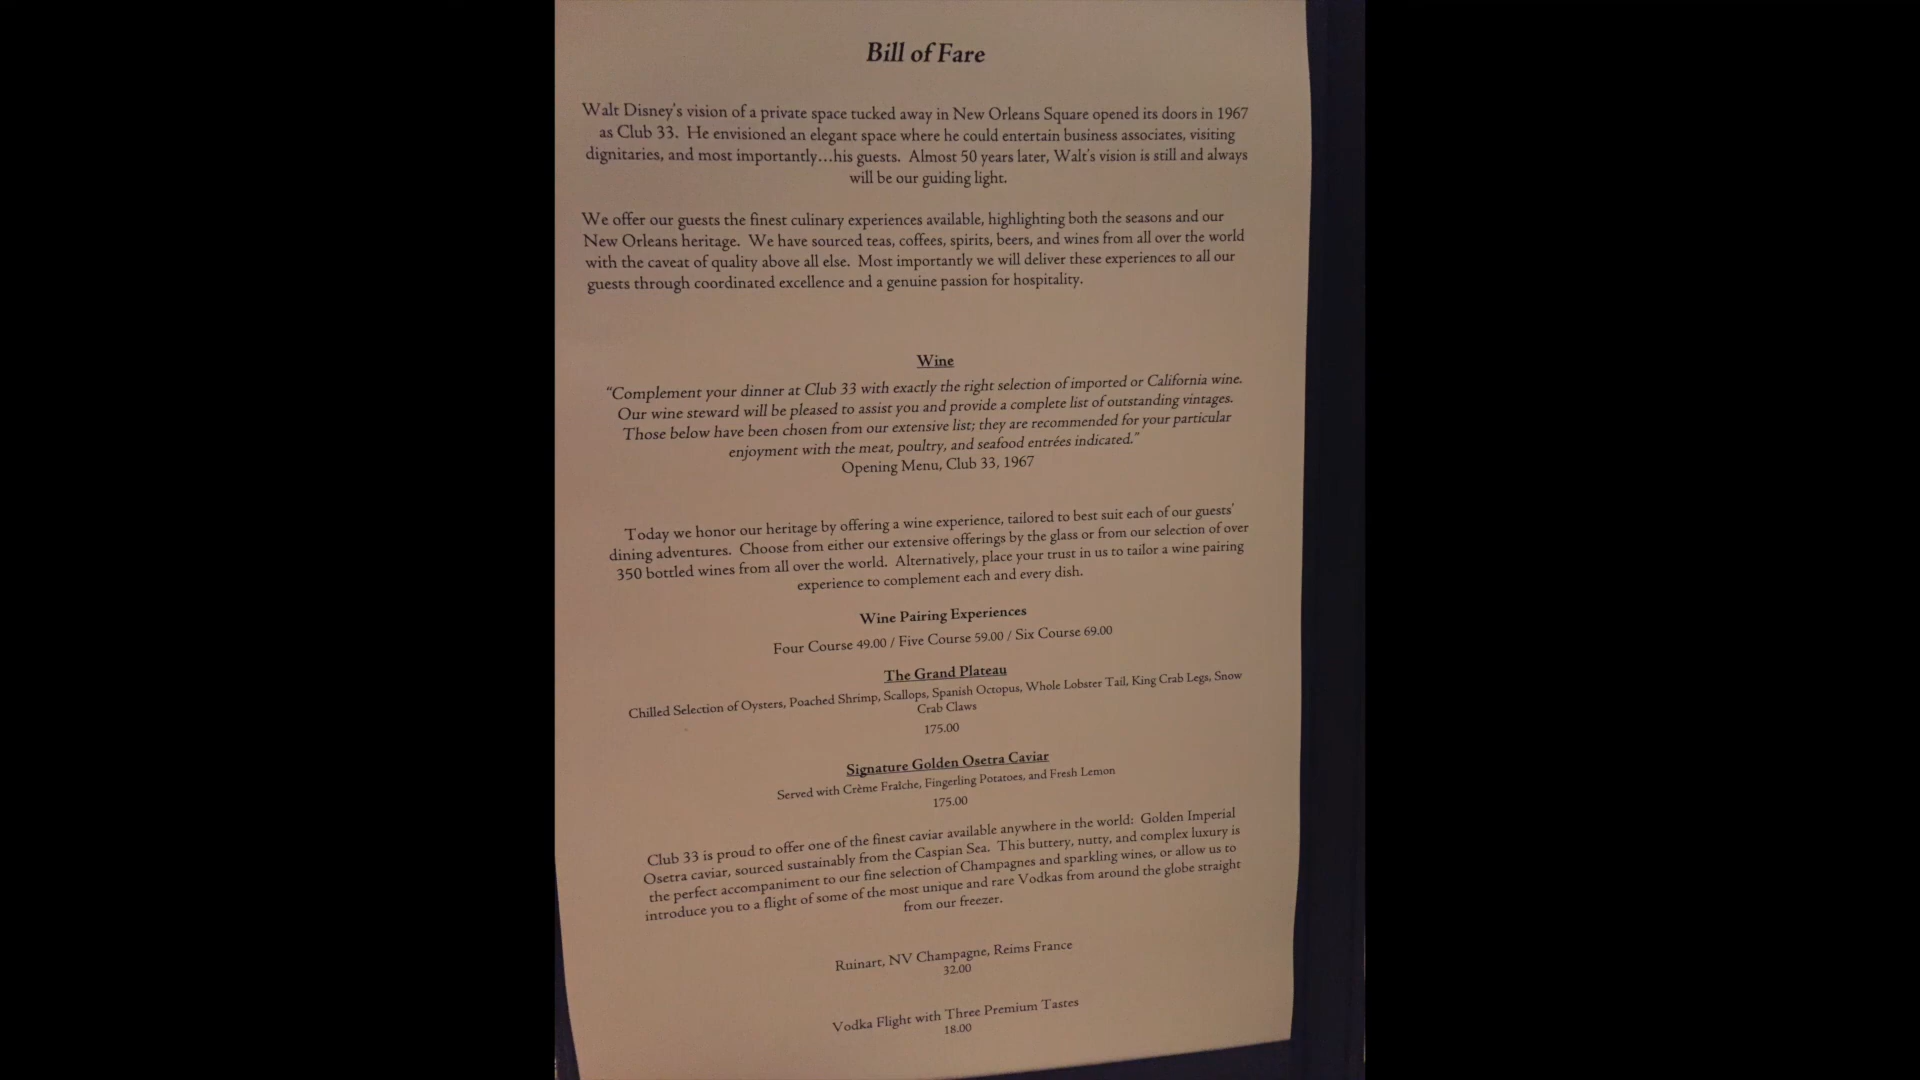 Bill of Fare
Walt Disney's vision of a private space tucked away in New Orleans Square opened its doors in 1967
as Club 33. He envisioned an elegant space where he could entertain business associates, visiting
dignitaries, and most importantly...his guests. Almost 50 years later, Walt's vision is still and always
will be our guiding light.
We offer our guests the finest culinary experiences available, highlighting both the seasons and our
New Orleans heritage. We have sourced teas, coffees, spirits, beers, and wines from all over the world
with the caveat of quality above all else. Most importantly we will deliver these experiences to all our
guests through coordinated excellence and a genuine passion for hospitality.
Wine
“Complement your dinner at Club 33 with exactly the right selection of imported or California wine.
Our wine steward will be pleased to assist you and provide a complete list of outstanding vintages.
Those below have been chosen from our extensive list; they are recommended for your particular
enjoyment with the meat, poultry, and seafood entrées indicated.”
Opening Menu, Club 33, 1967
Today we honor our heritage by offering a wine experience, tailored to best suit each of our guests'
dining adventures. Choose from either our extensive offerings by the glass or from our selection of over
350 bottled wines from all over the world. Alternatively, place your trust in us to tailor a wine pairing
experience to complement each and every dish.
Wine Pairing Experiences
Four Course 49.00 / Five Course 59.00 / Six Course 69.00
The Grand Plateau
Chilled Selection of Oysters, Poached Shrimp, Scallops, Spanish Octopus, Whole Lobster Tail, King Crab Legs, Snow
Crab Claws
175.00
Signature Golden Osetra Caviar
Served with Crème Fraîche, Fingerling Potatoes, and Fresh Lemon
175.00
Club 33 is proud to offer one of the finest caviar available anywhere in the world: Golden Imperial
Osetra caviar, sourced sustainably from the Caspian Sea. This buttery, nutty, and complex luxury is
the perfect accompaniment to our fine selection of Champagnes and sparkling wines, or allow us to
introduce you to a flight of some of the most unique and rare Vodkas from around the globe straight
from our freezer.
Ruinart, NV Champagne, Reims France
32.00
Vodka Flight with Three Premium Tastes
18.00